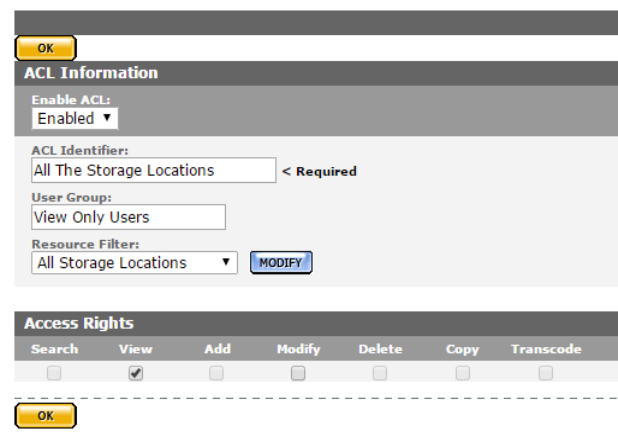 OK
ACL Information
Enable ACL:
Enabled
ACL Identifier:
All The Storage Locations < Required
User Group:
View Only Users
Resource Filter:
All Storage Locations MODIFY
Access Rights
Search View Add Modify Delete Copy Transcode
OK